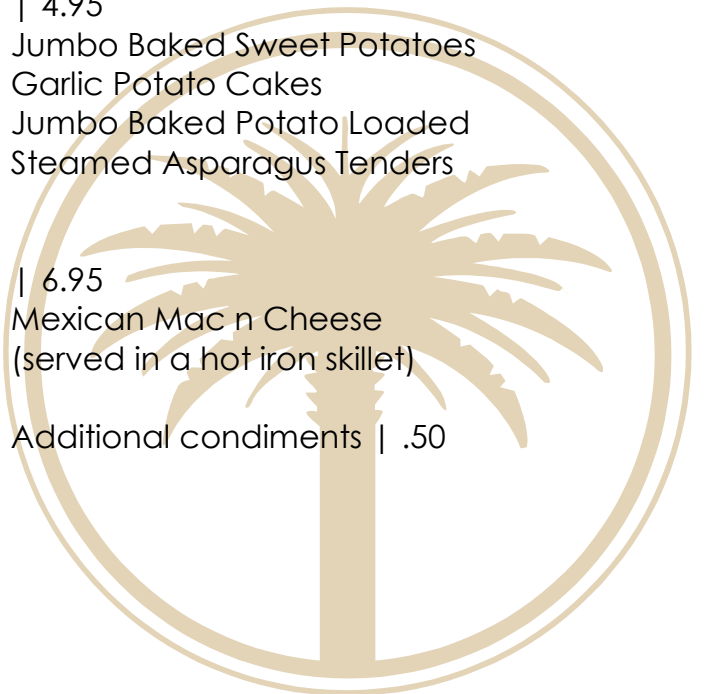 | 4.95
Jumbo Baked Sweet Potatoes
Garlic Potato Cakes
Jumbo Baked Potato Loaded
Steamed Asparagus Tenders
| 6.95
Mexican Mac n Cheese
(served in a hot iron skillet)
Additional condiments | .50